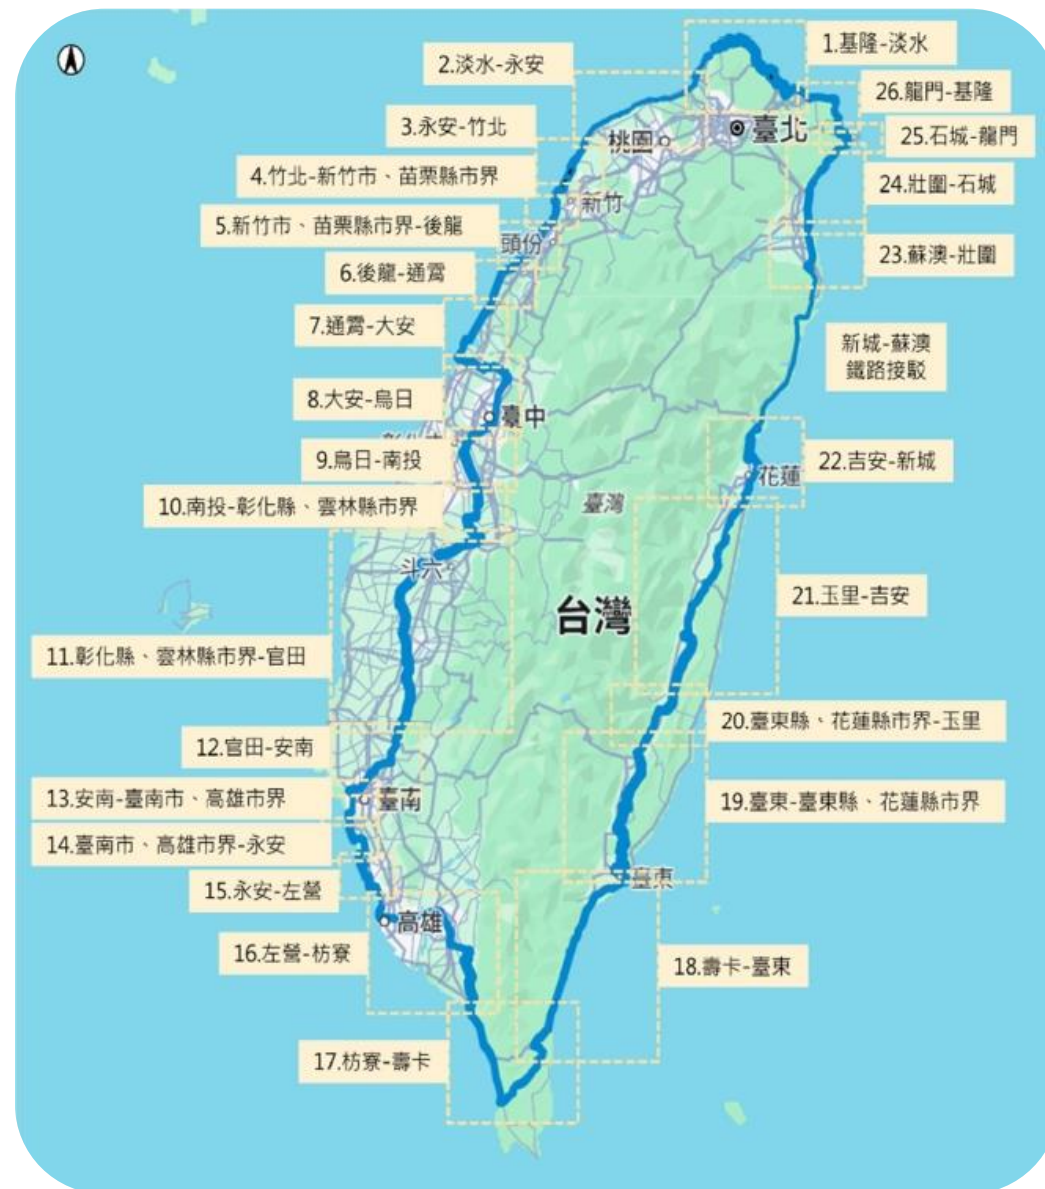 1.基隆-淡水
2.淡水-永安
26.龍門-基隆
3.永安-竹北
桃園
臺北
25.石城-龍門
4.竹北-新竹市、苗栗縣市界
24.壯圍-石城
新竹
5.新竹市、苗栗縣市界-後龍
頭份
23.蘇澳-壯圍
6.後龍-通霄
7.通霄-大安
新城-蘇澳
鐵路接駁
8.大安-烏日
臺中
9.烏日-南投
22.吉安-新城
花蓮
10.南投-彰化縣、雲林縣市界
臺灣
斗六
21.玉里-吉安
台灣
11.彰化縣、雲林縣市界-官田
20.臺東縣、花蓮縣市界-玉里
12.官田-安南
13.安南-臺南市、高雄市界
臺南
19.臺東-臺東縣、花蓮縣市界
14.臺南市、高雄市界-永安
臺東
15.永安-左營
高雄
16.左營-枋寮
18.壽卡-臺東
17.枋寮-壽卡